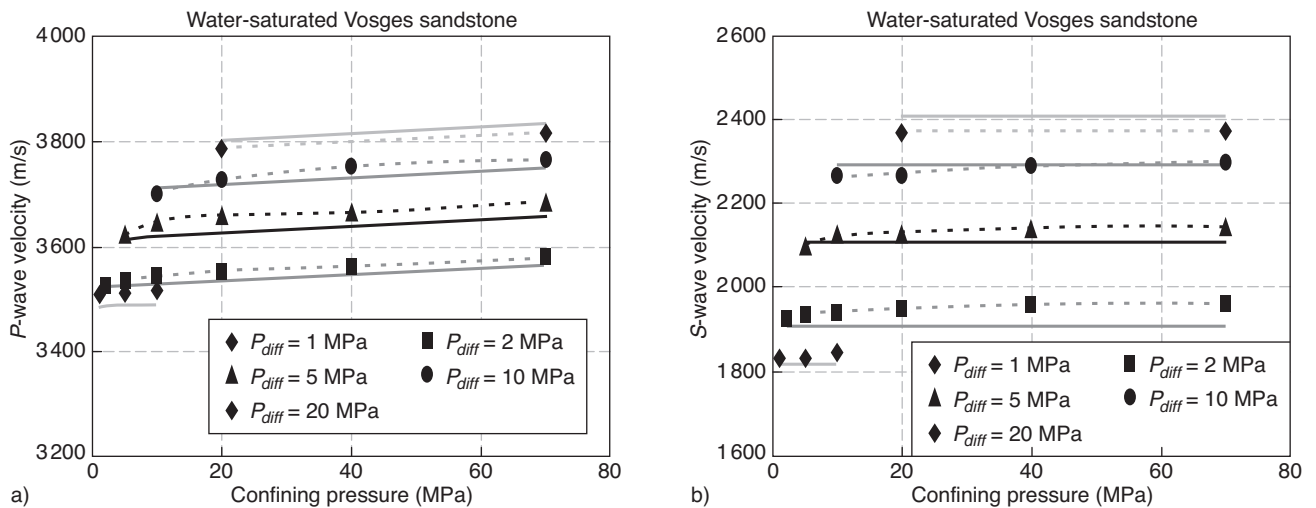 Water-saturated Vosges sandstone
4 000
3800
3600
3400
3200
P-wave velocity (m/s)
0 20 40 60 80
Confining pressure (MPa)
P_diff = 1 MPa P_diff = 2 MPa
P_diff = 5 MPa P_diff = 10 MPa
P_diff = 20 MPa
a)
Water-saturated Vosges sandstone
2600
2400
2200
2000
1800
1600
S-wave velocity (m/s)
0 20 40 60 80
Confining pressure (MPa)
P_diff = 1 MPa P_diff = 2 MPa
P_diff = 5 MPa P_diff = 10 MPa
P_diff = 20 MPa
b)